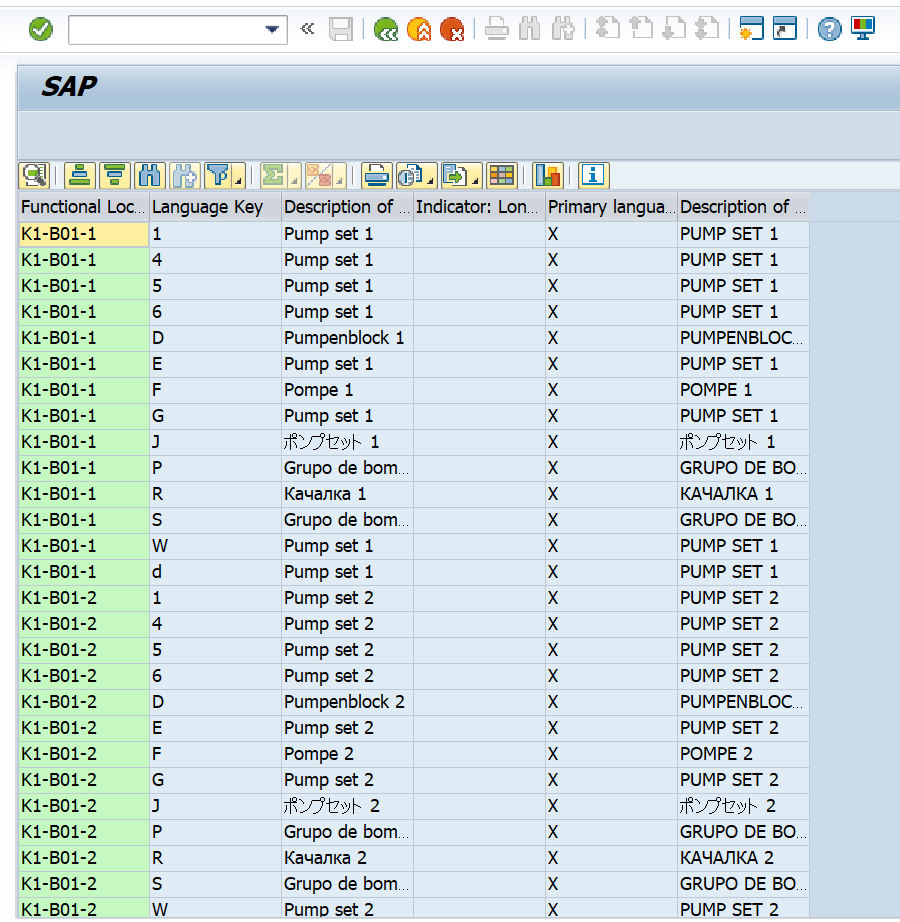 SAP
Functional Loc... Language Key Description of ... Indicator: Lon... Primary langua... Description of ...
K1-B01-1 1 Pump set 1 X PUMP SET 1
K1-B01-1 4 Pump set 1 X PUMP SET 1
K1-B01-1 5 Pump set 1 X PUMP SET 1
K1-B01-1 6 Pump set 1 X PUMP SET 1
K1-B01-1 D Pumpenblock 1 X PUMPENBLOC...
K1-B01-1 E Pump set 1 X PUMP SET 1
K1-B01-1 F Pompe 1 X POMPE 1
K1-B01-1 G Pump set 1 X PUMP SET 1
K1-B01-1 J ポンプセット 1 X ポンプセット 1
K1-B01-1 P Grupo de bom... X GRUPO DE BO...
K1-B01-1 R Качалка 1 X КАЧАЛКА 1
K1-B01-1 S Grupo de bom... X GRUPO DE BO...
K1-B01-1 W Pump set 1 X PUMP SET 1
K1-B01-1 d Pump set 1 X PUMP SET 1
K1-B01-2 1 Pump set 2 X PUMP SET 2
K1-B01-2 4 Pump set 2 X PUMP SET 2
K1-B01-2 5 Pump set 2 X PUMP SET 2
K1-B01-2 6 Pump set 2 X PUMP SET 2
K1-B01-2 D Pumpenblock 2 X PUMPENBLOC...
K1-B01-2 E Pump set 2 X PUMP SET 2
K1-B01-2 F Pompe 2 X POMPE 2
K1-B01-2 G Pump set 2 X PUMP SET 2
K1-B01-2 J ポンプセット 2 X ポンプセット 2
K1-B01-2 P Grupo de bom... X GRUPO DE BO...
K1-B01-2 R Качалка 2 X КАЧАЛКА 2
K1-B01-2 S Grupo de bom... X GRUPO DE BO...
K1-B01-2 W Pump set 2 X PUMP SET 2